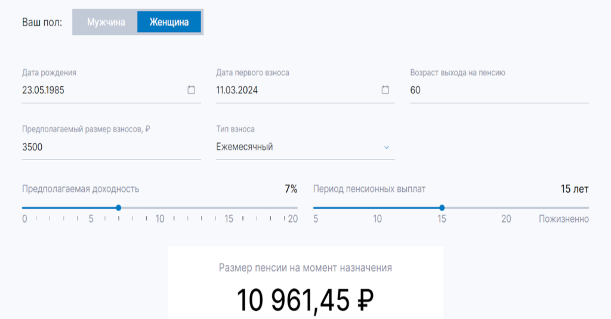 Ваш пол: Мужчина Женщина
Дата рождения Дата первого взноса Возраст выхода на пенсию
23.05.1985 11.03.2024 60
Предполагаемый размер взносов, ₽ Тип взноса
3500 Ежемесячный
Предполагаемая доходность 7% Период пенсионных выплат 15 лет
0 5 10 15 20 5 10 15 20 Пожизненно
Размер пенсии на момент назначения
10 961,45 ₽